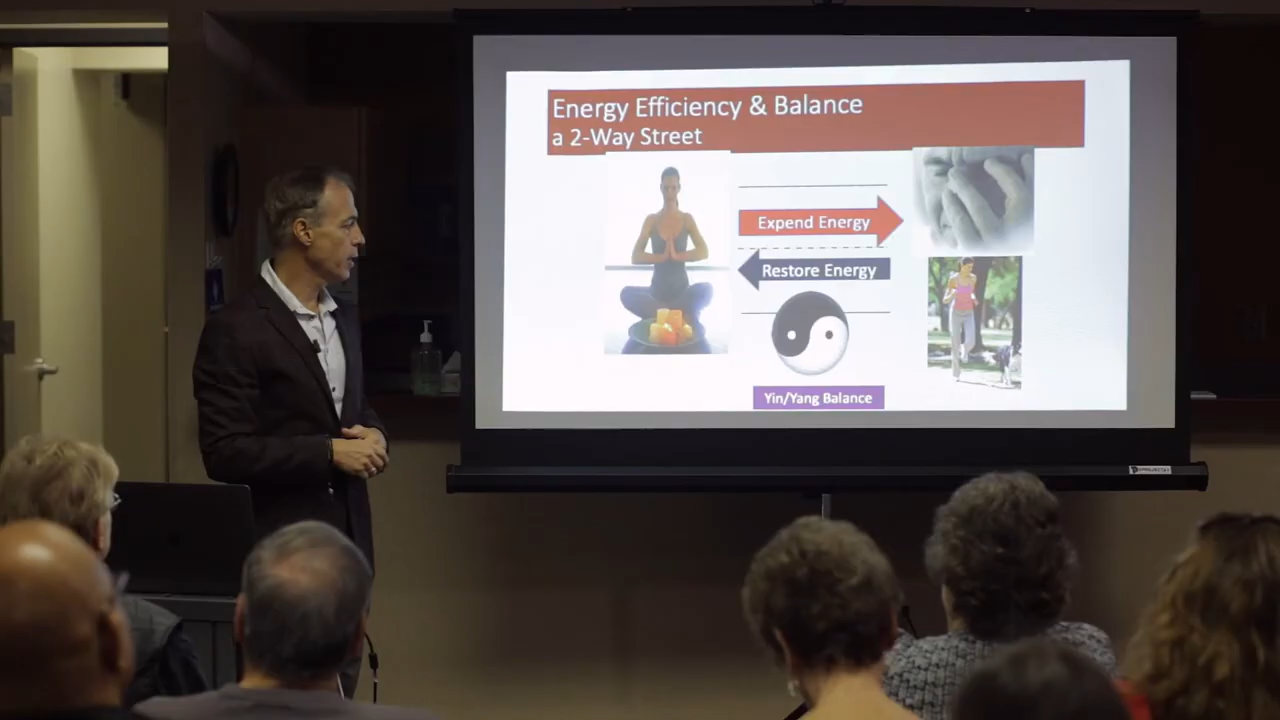 Energy Efficiency & Balance
a 2-Way Street
Expend Energy
Restore Energy
Yin/Yang Balance